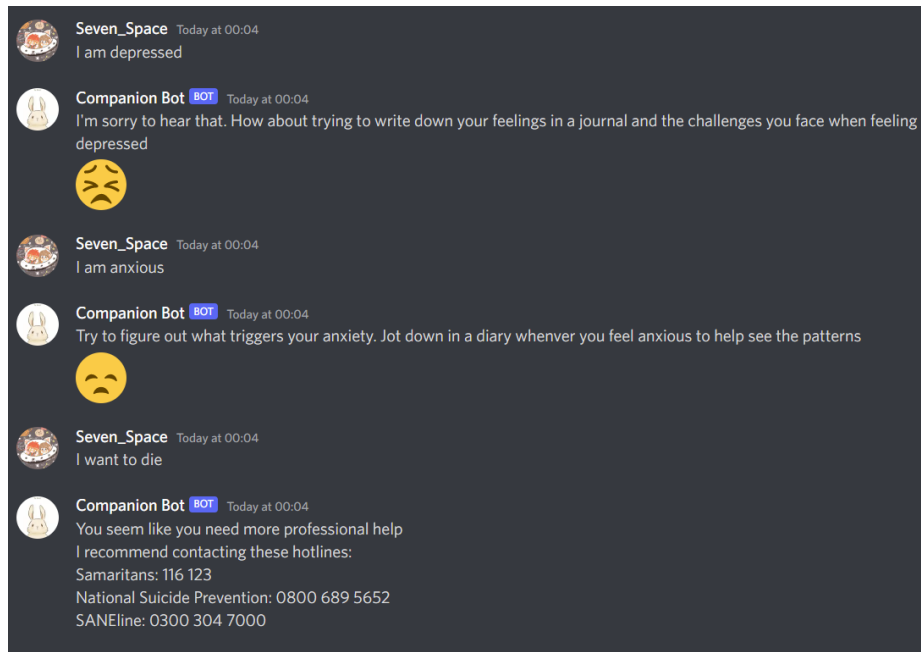 Seven_Space Today at 00:04
I am depressed
Companion Bot BOT Today at 00:04
I'm sorry to hear that. How about trying to write down your feelings in a journal and the challenges you face when feeling
depressed
Seven_Space Today at 00:04
I am anxious
Companion Bot BOT Today at 00:04
Try to figure out what triggers your anxiety. Jot down in a diary whenver you feel anxious to help see the patterns
Seven_Space Today at 00:04
I want to die
Companion Bot BOT Today at 00:04
You seem like you need more professional help
I recommend contacting these hotlines:
Samaritans: 116 123
National Suicide Prevention: 0800 689 5652
SANEline: 0300 304 7000